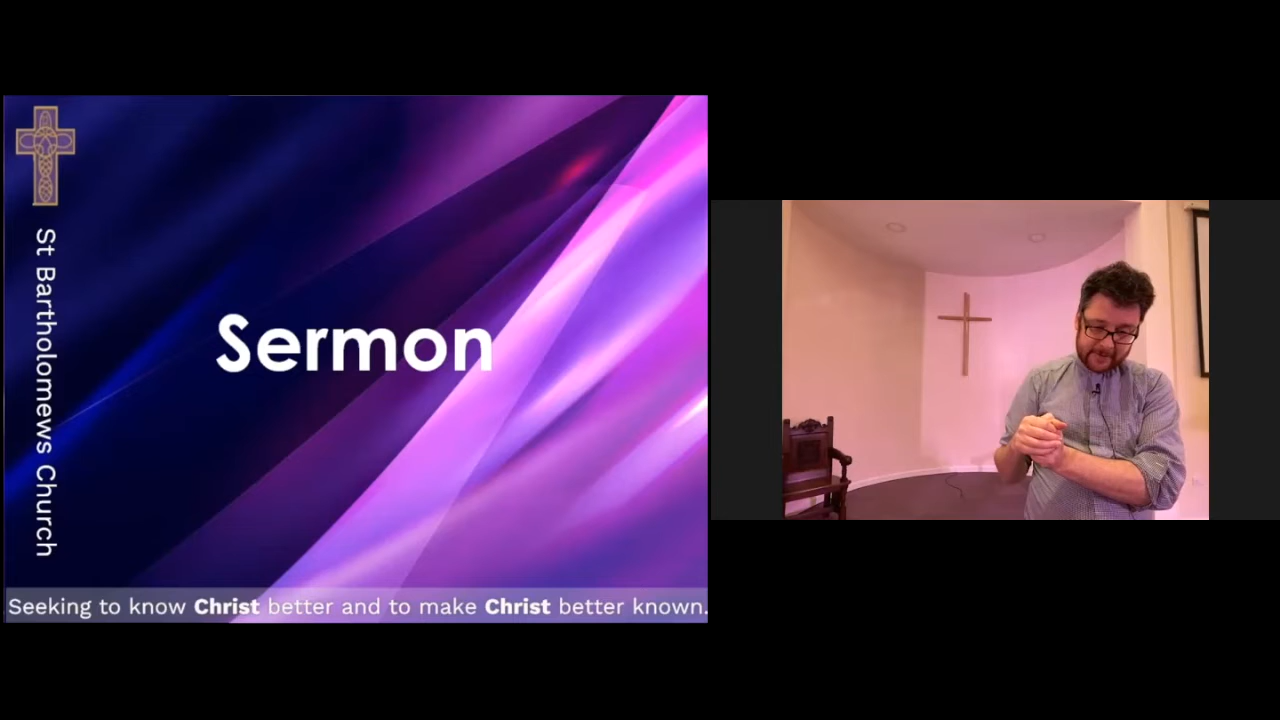 St Bartholomews Church
Sermon
Seeking to know Christ better and to make Christ better known.